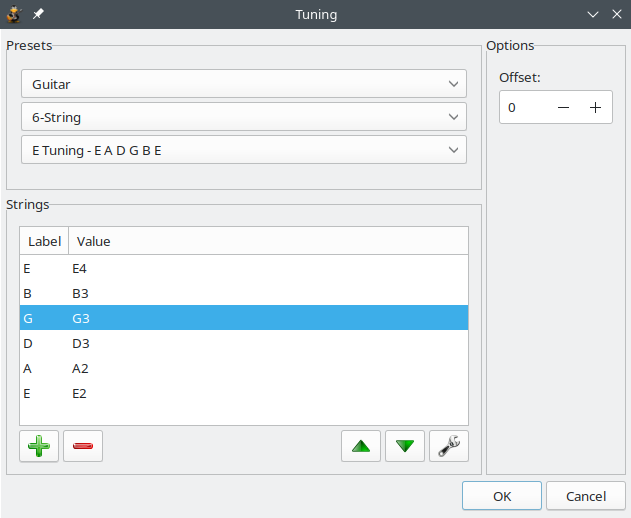 Tuning
Presets
Guitar
6-String
E Tuning - E A D G B E
Strings
Label Value
E E4
B B3
G G3
D D3
A A2
E E2
Options
Offset:
0
OK Cancel